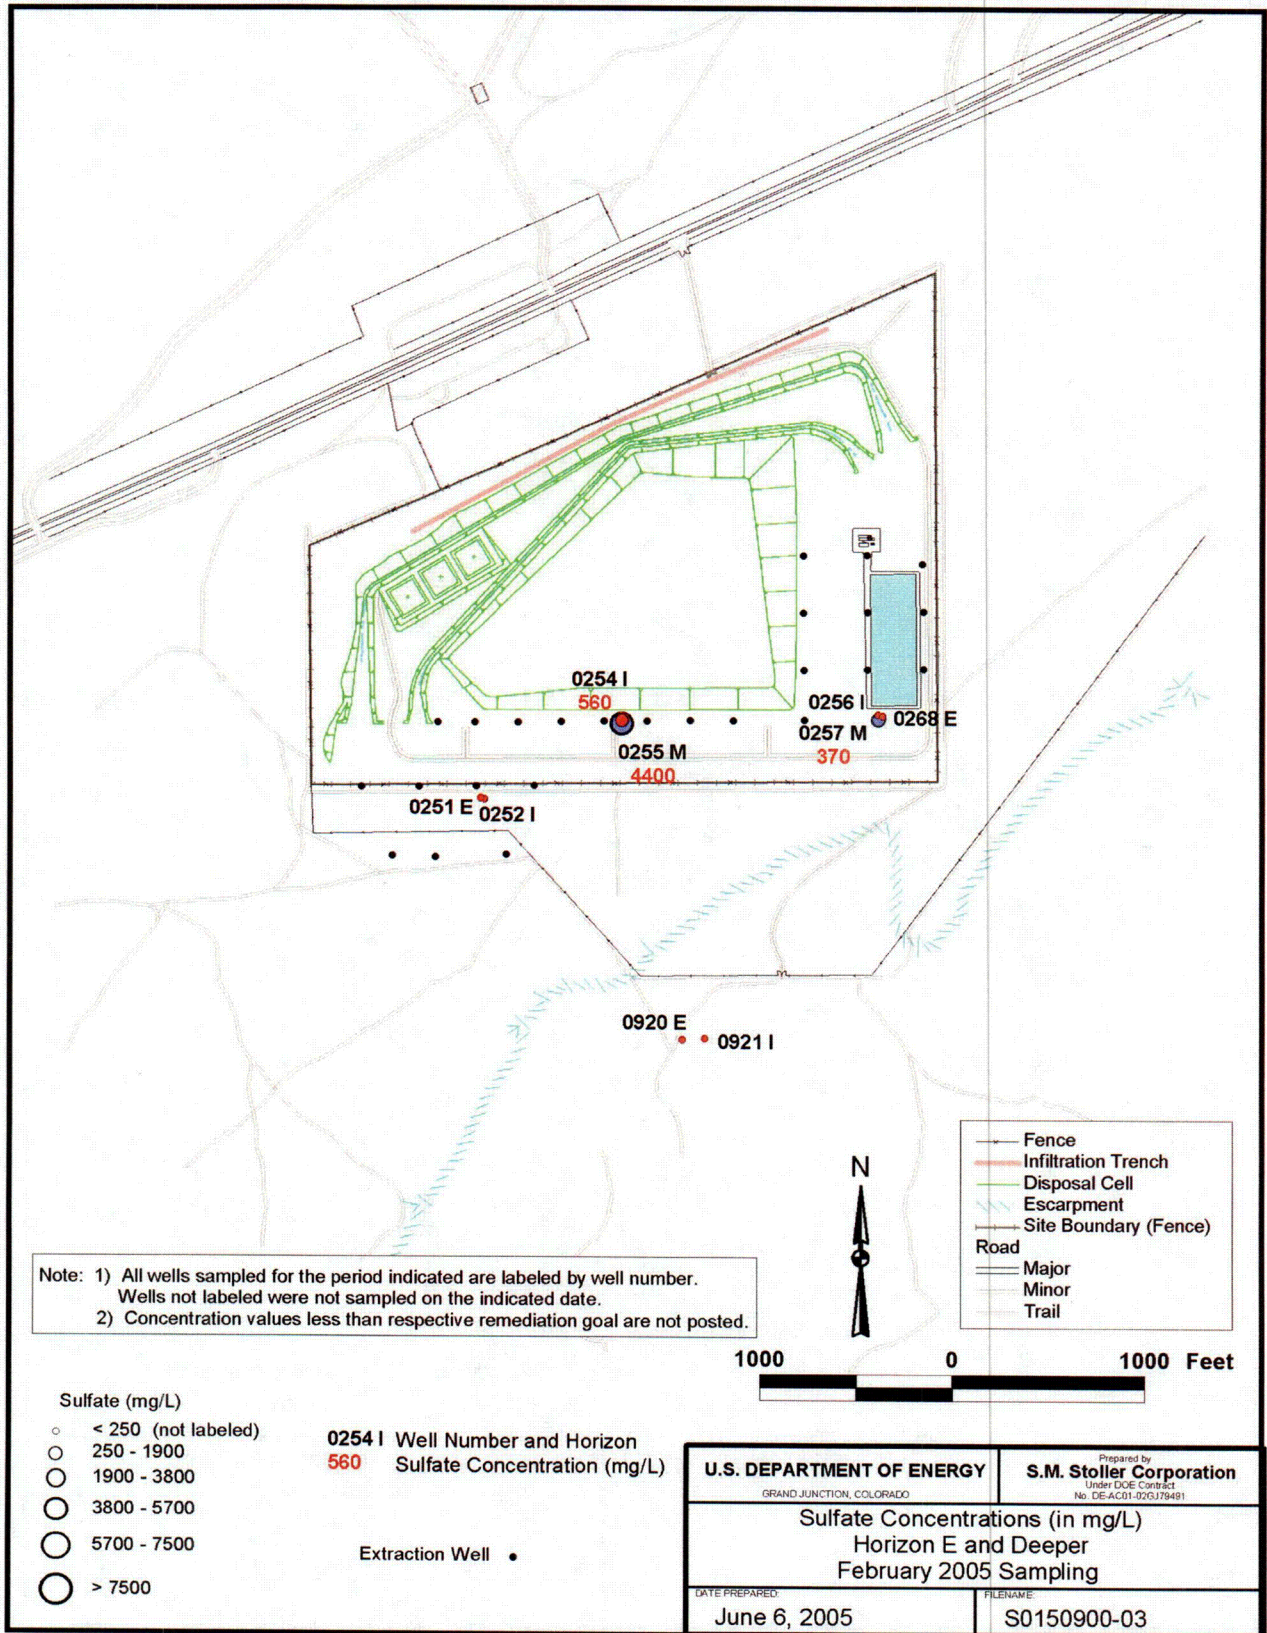 0254 I
560
0256 I
0268 E
0257 M
370
0255 M
4400
0251 E
0252 I
0920 E
0921 I
Fence
Infiltration Trench
Disposal Cell
Escarpment
Site Boundary (Fence)
Road
Major
Minor
Trail
N
Note: 1) All wells sampled for the period indicated are labeled by well number.
Wells not labeled were not sampled on the indicated date.
2) Concentration values less than respective remediation goal are not posted.
1000 0 1000 Feet
Sulfate (mg/L)
< 250 (not labeled)
250 - 1900
1900 - 3800
3800 - 5700
5700 - 7500
> 7500
0254 I Well Number and Horizon
560 Sulfate Concentration (mg/L)
Extraction Well
U.S. DEPARTMENT OF ENERGY
GRAND JUNCTION, COLORADO
Prepared by
S.M. Stoller Corporation
Under DOE Contract
No. DE-AC01-02GJ79491
Sulfate Concentrations (in mg/L)
Horizon E and Deeper
February 2005 Sampling
DATE PREPARED:
June 6, 2005
FILENAME:
S0150900-03